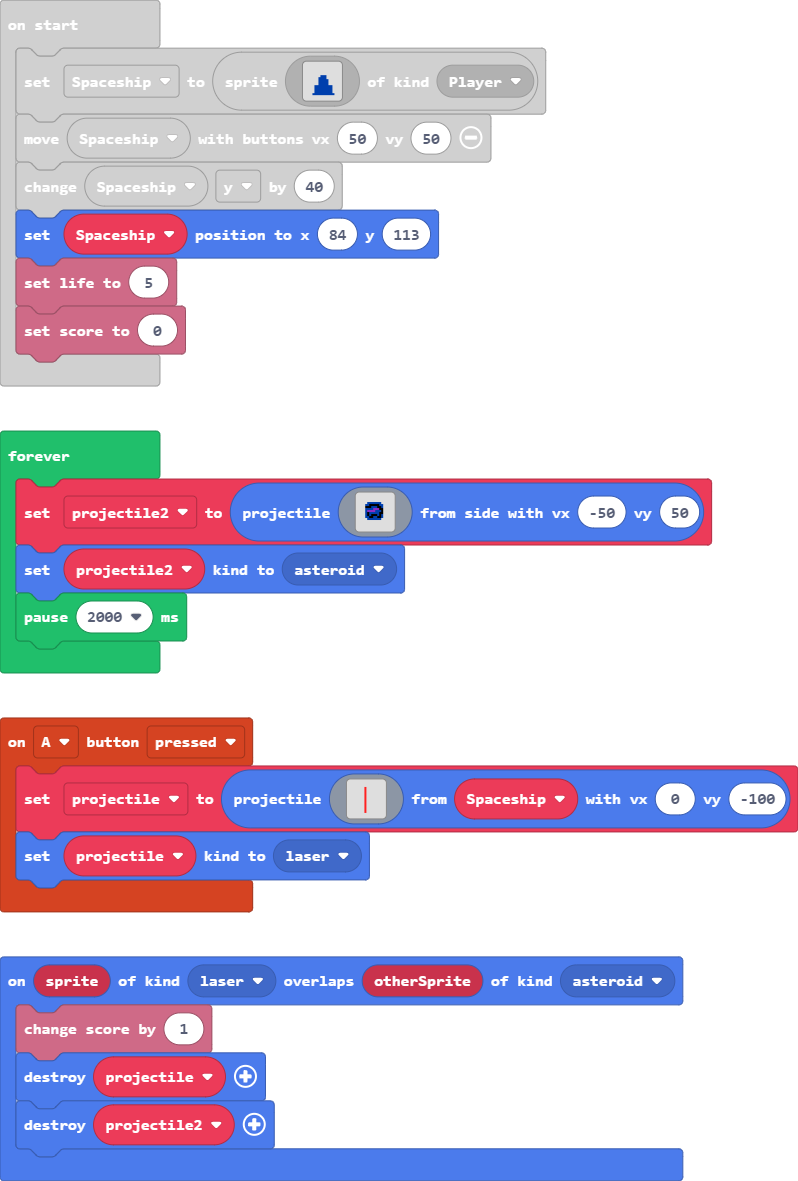 on start
set Spaceship to sprite of kind Player
move Spaceship with buttons vx 50 vy 50
change Spaceship y by 40
set Spaceship position to x 84 y 113
set life to 5
set score to 0
forever
set projectile2 to projectile from side with vx -50 vy 50
set projectile2 kind to asteroid
pause 2000 ms
on A button pressed
set projectile to projectile from Spaceship with vx 0 vy -100
set projectile kind to laser
on sprite of kind laser overlaps otherSprite of kind asteroid
change score by 1
destroy projectile
destroy projectile2